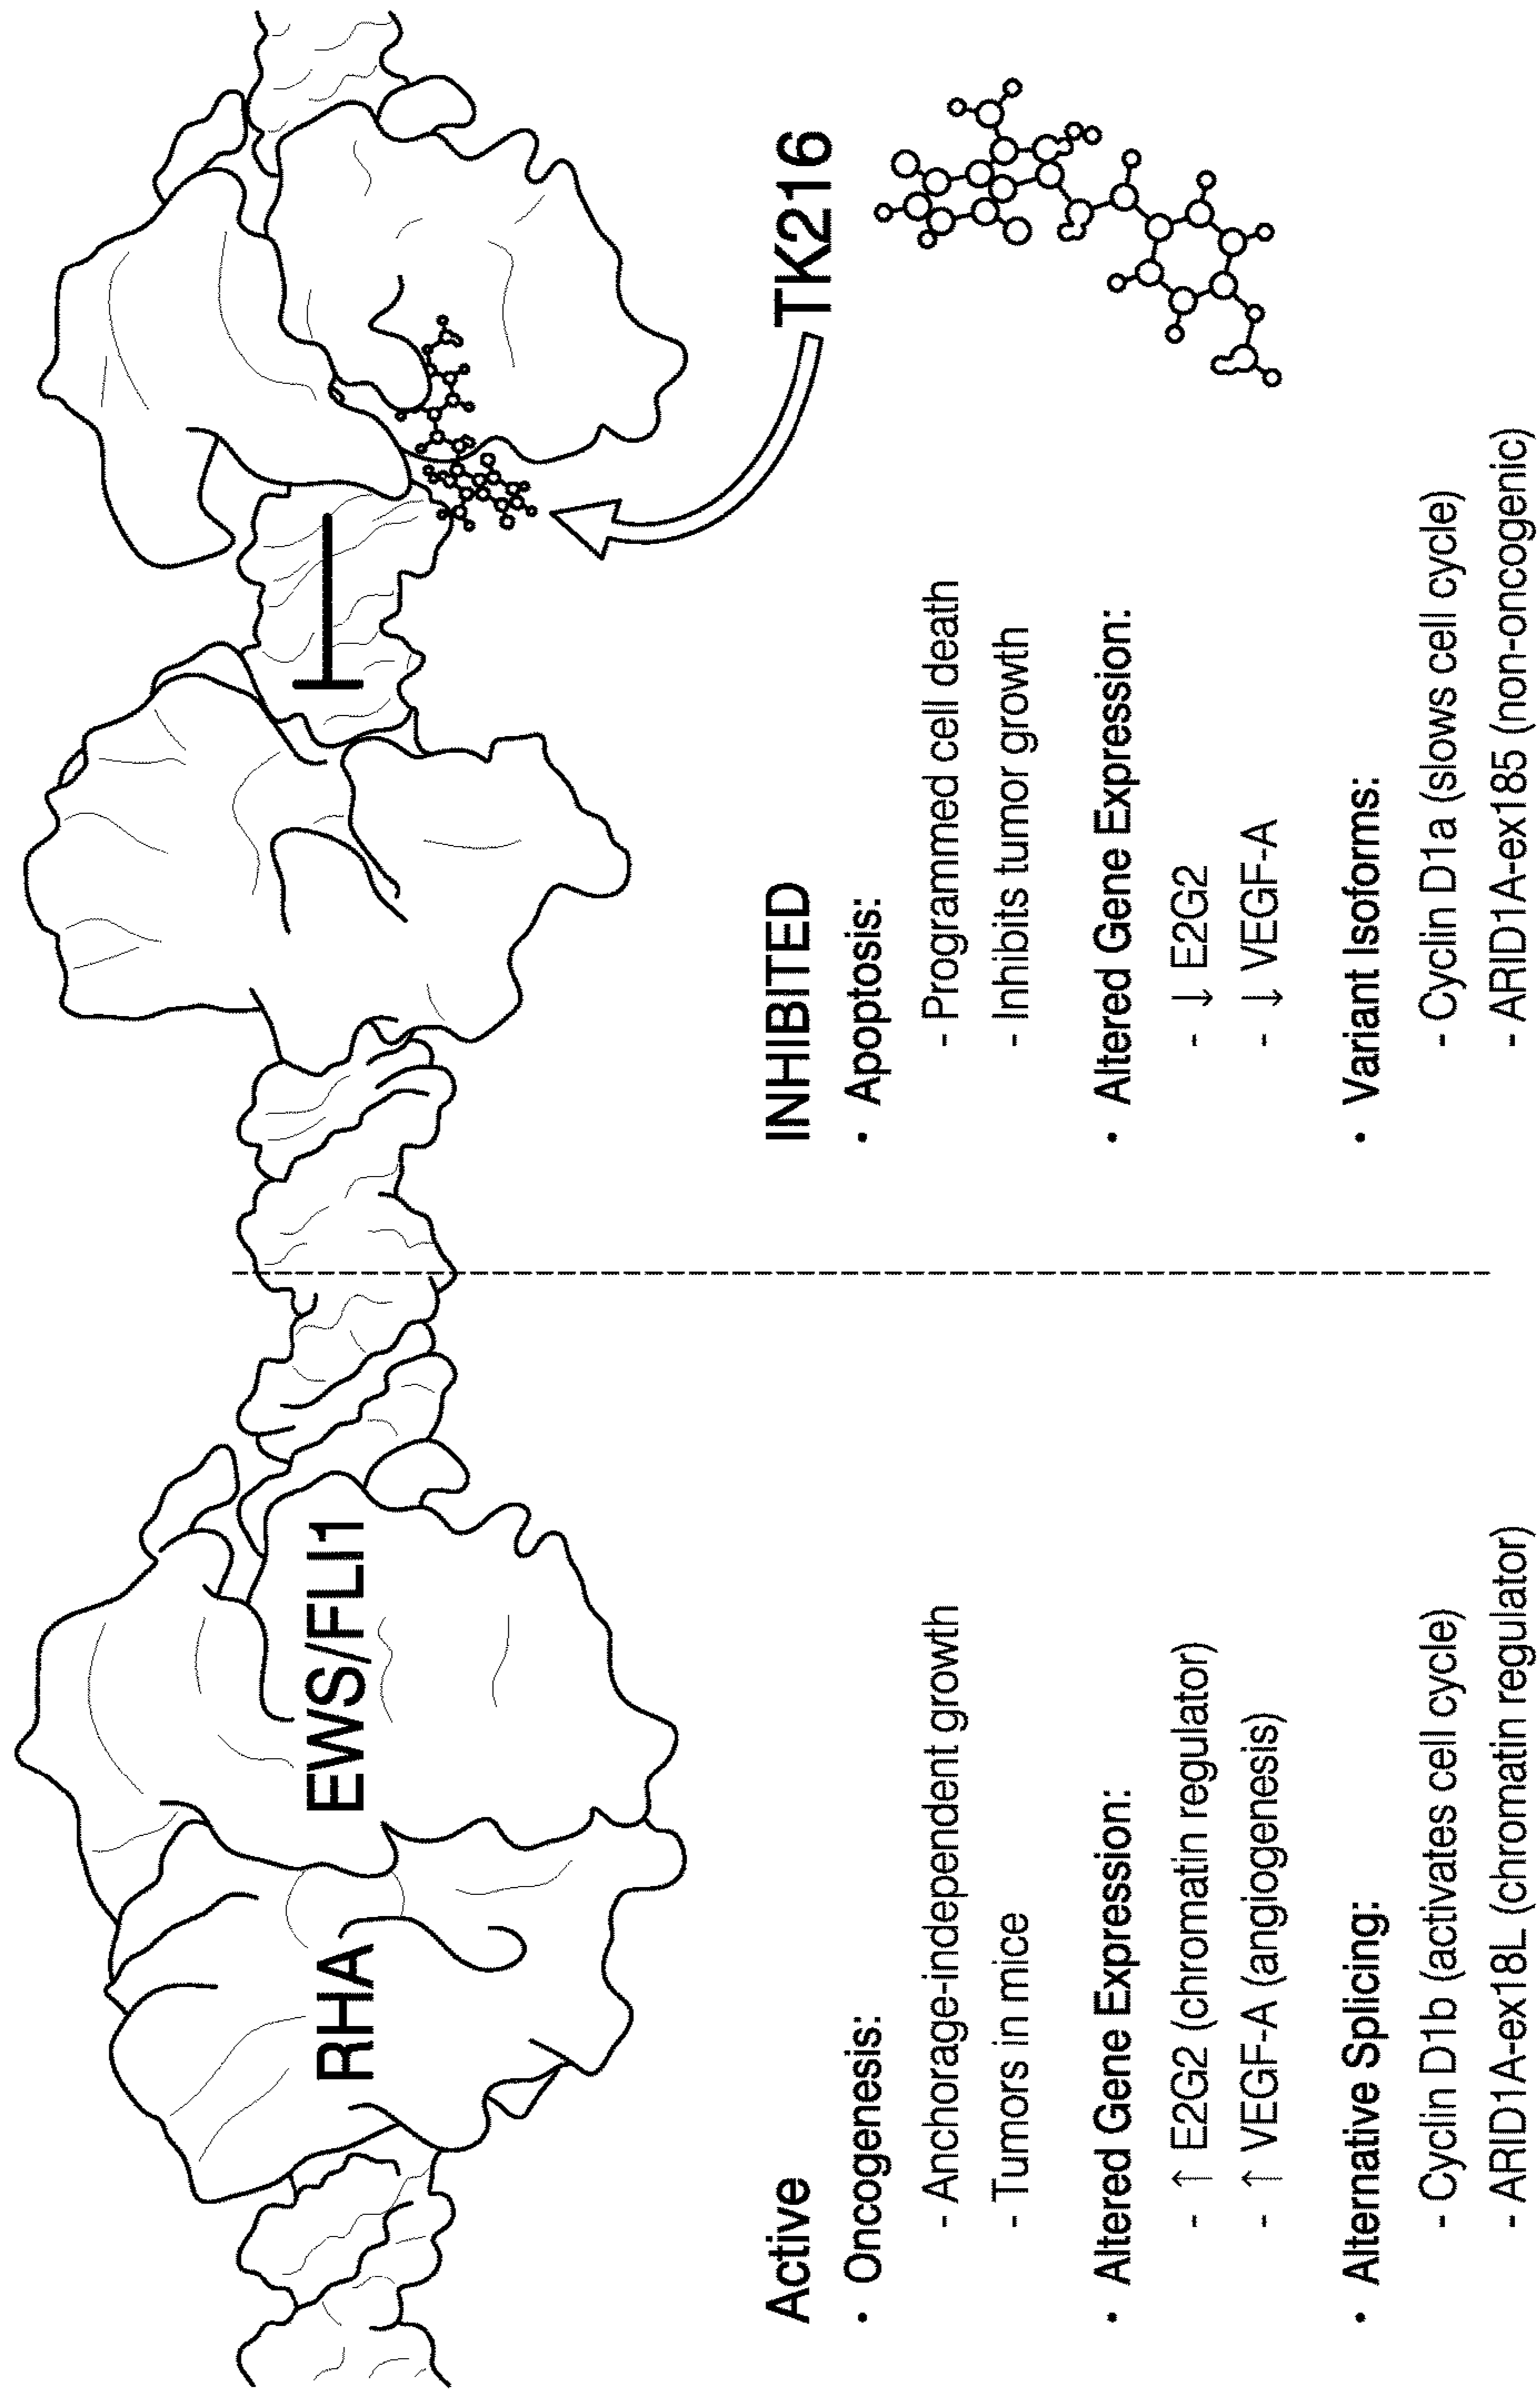 RHA
EWS/FLI1
TK216
Active
• Oncogenesis:
- Anchorage-independent growth
- Tumors in mice
• Altered Gene Expression:
- ↑ E2G2 (chromatin regulator)
- ↑ VEGF-A (angiogenesis)
• Alternative Splicing:
- Cyclin D1b (activates cell cycle)
- ARID1A-ex18L (chromatin regulator)
INHIBITED
• Apoptosis:
- Programmed cell death
- Inhibits tumor growth
• Altered Gene Expression:
- ↓ E2G2
- ↓ VEGF-A
• Variant Isoforms:
- Cyclin D1a (slows cell cycle)
- ARID1A-ex185 (non-oncogenic)